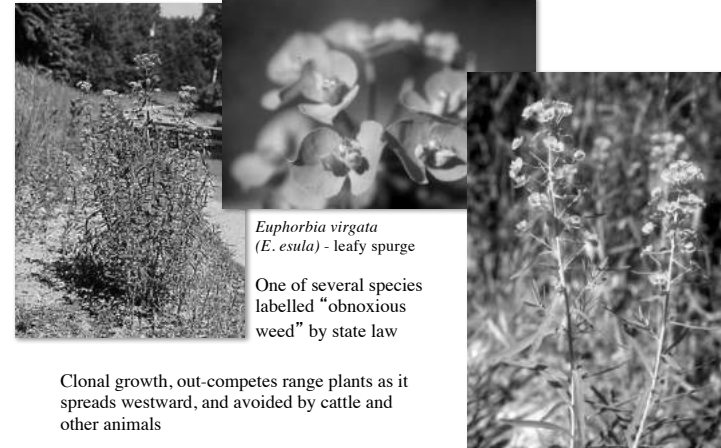 Euphorbia virgata
(E. esula) - leafy spurge
One of several species
labelled “obnoxious
weed” by state law
Clonal growth, out-competes range plants as it
spreads westward, and avoided by cattle and
other animals